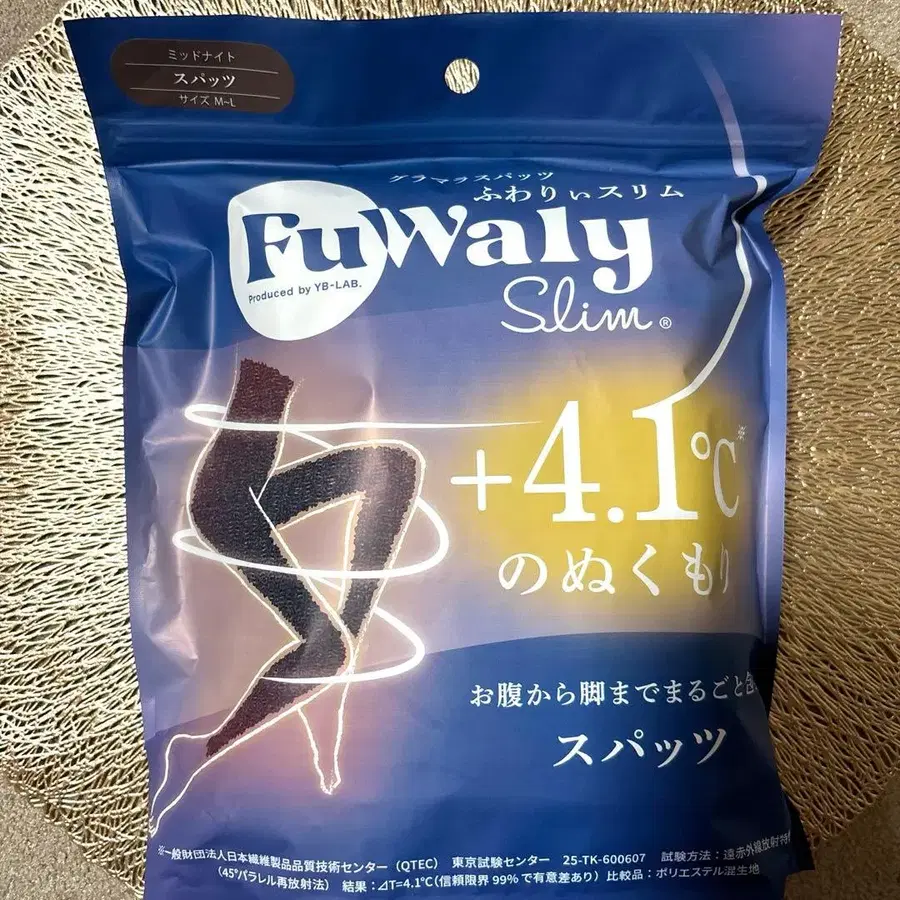 ミッドナイト
スパッツ
サイズ M~L
グラマラスパッツ
ふわりぃスリム
FuWaly
Produced by YB-LAB.
Slim®
+4.1℃※
のぬくもり
お腹から脚までまるごと
スパッツ
※一般財団法人日本繊維製品品質技術センター（QTEC） 東京試験センター 25-TK-600607 試験方法：遠赤外線放射特
（45°パラレル再放射法） 結果：⊿T=4.1℃（信頼限界 99% で有意差あり）比較品：ポリエステル混生地